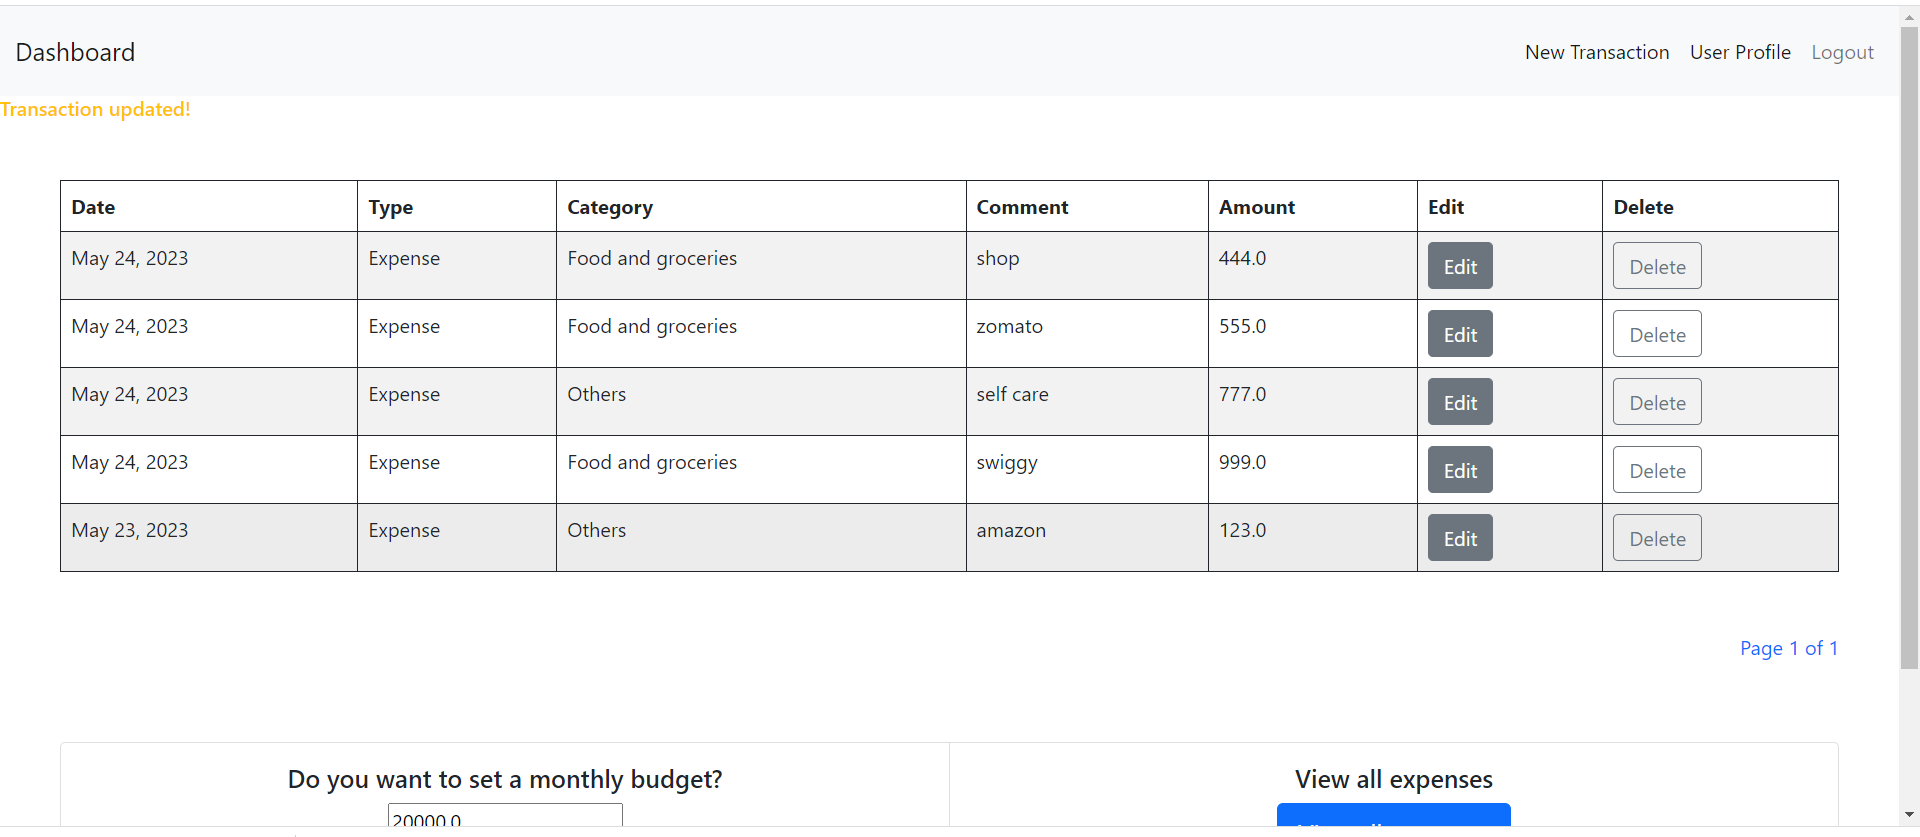 Dashboard New Transaction User Profile Logout
Transaction updated!
Date Type Category Comment Amount Edit Delete
May 24, 2023 Expense Food and groceries shop 444.0 Edit Delete
May 24, 2023 Expense Food and groceries zomato 555.0 Edit Delete
May 24, 2023 Expense Others self care 777.0 Edit Delete
May 24, 2023 Expense Food and groceries swiggy 999.0 Edit Delete
May 23, 2023 Expense Others amazon 123.0 Edit Delete
Page 1 of 1
Do you want to set a monthly budget? View all expenses
20000.0